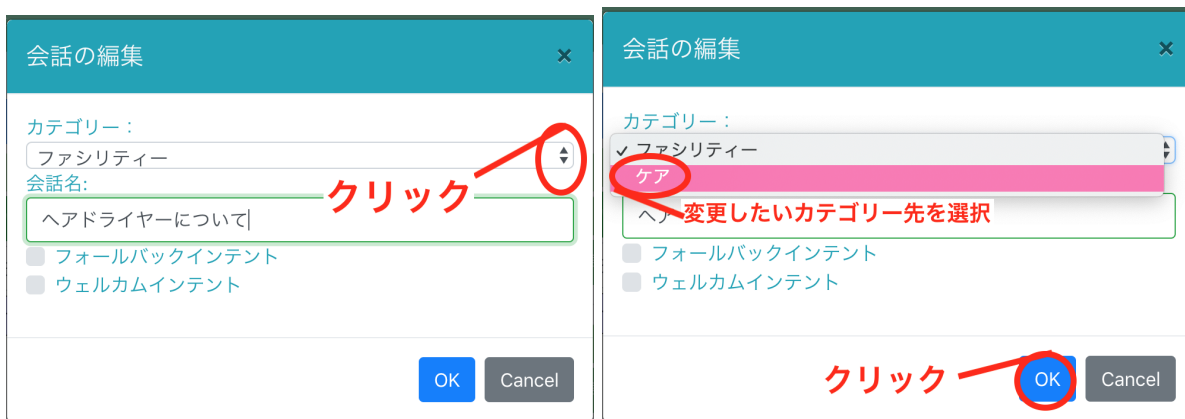 会話の編集
×
カテゴリー：
ファシリティー
会話名:
クリック
ヘアドライヤーについて
フォールバックインテント
ウェルカムインテント
OK
Cancel
会話の編集
×
カテゴリー：
✓ ファシリティー
ケア
変更したいカテゴリー先を選択
フォールバックインテント
ウェルカムインテント
クリック
OK
Cancel